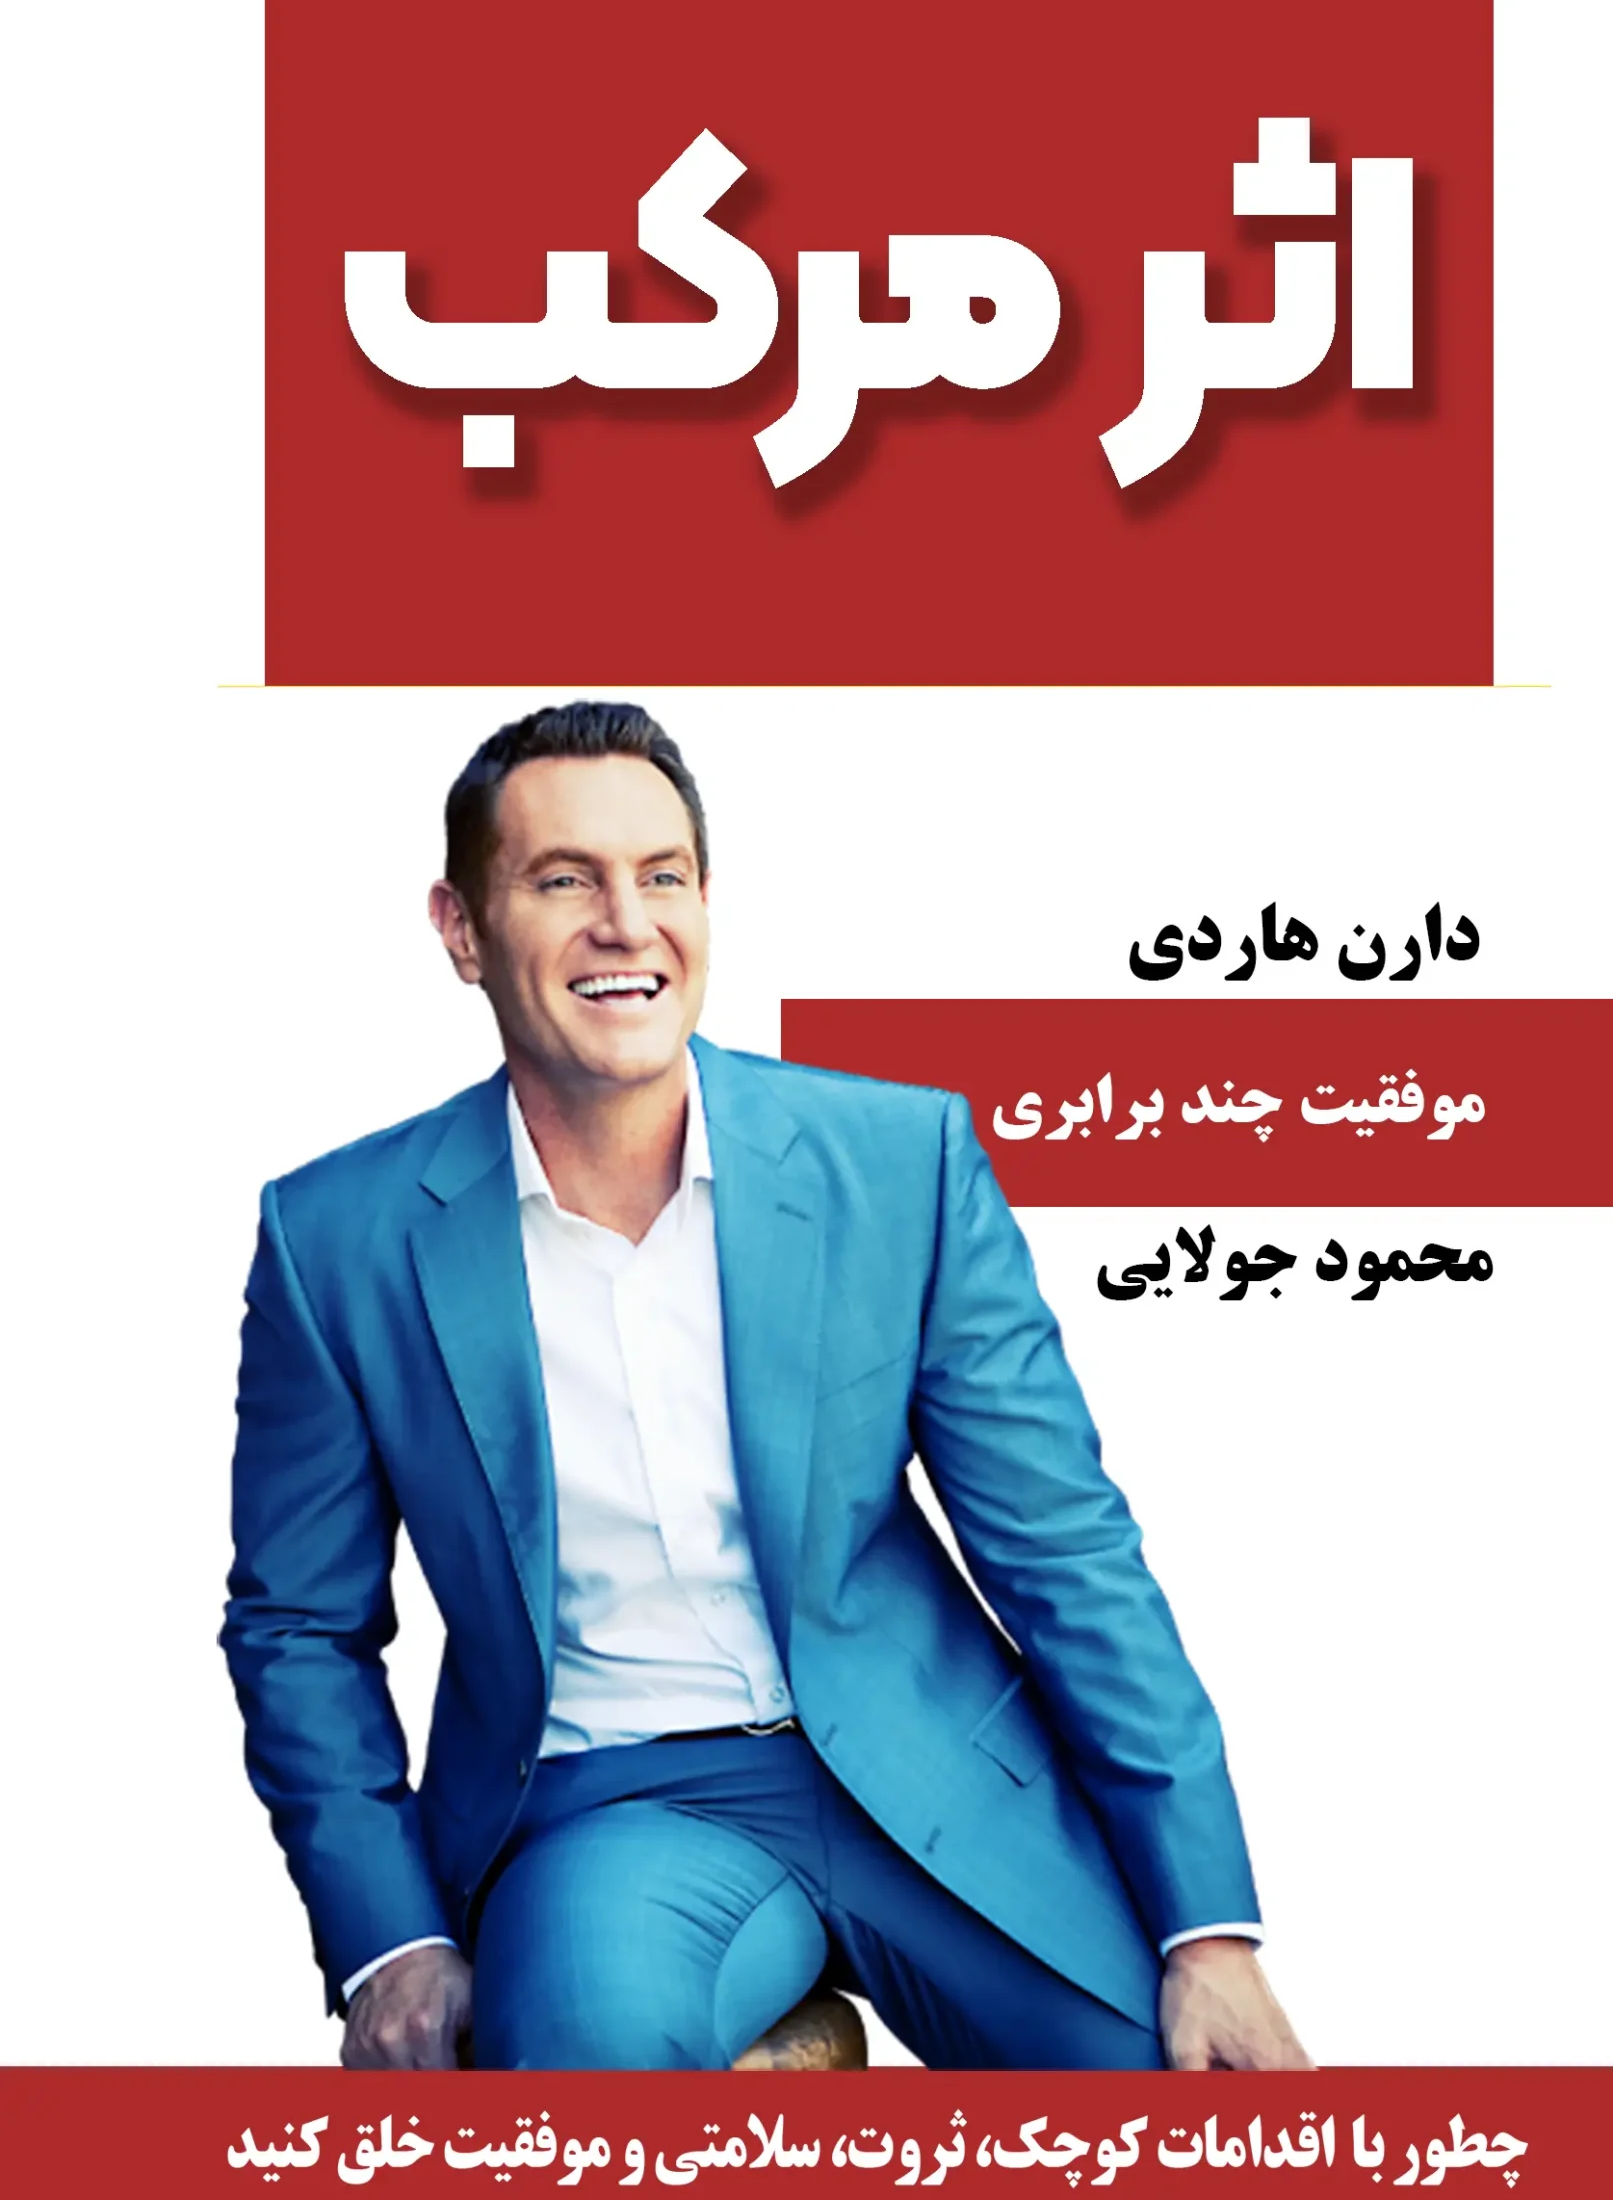 اثر مرکب
دارن هاردی
موفقیت چند برابری
محمود جولایی
چطور با اقدامات کوچک، ثروت، سلامتی و موفقیت خلق کنید